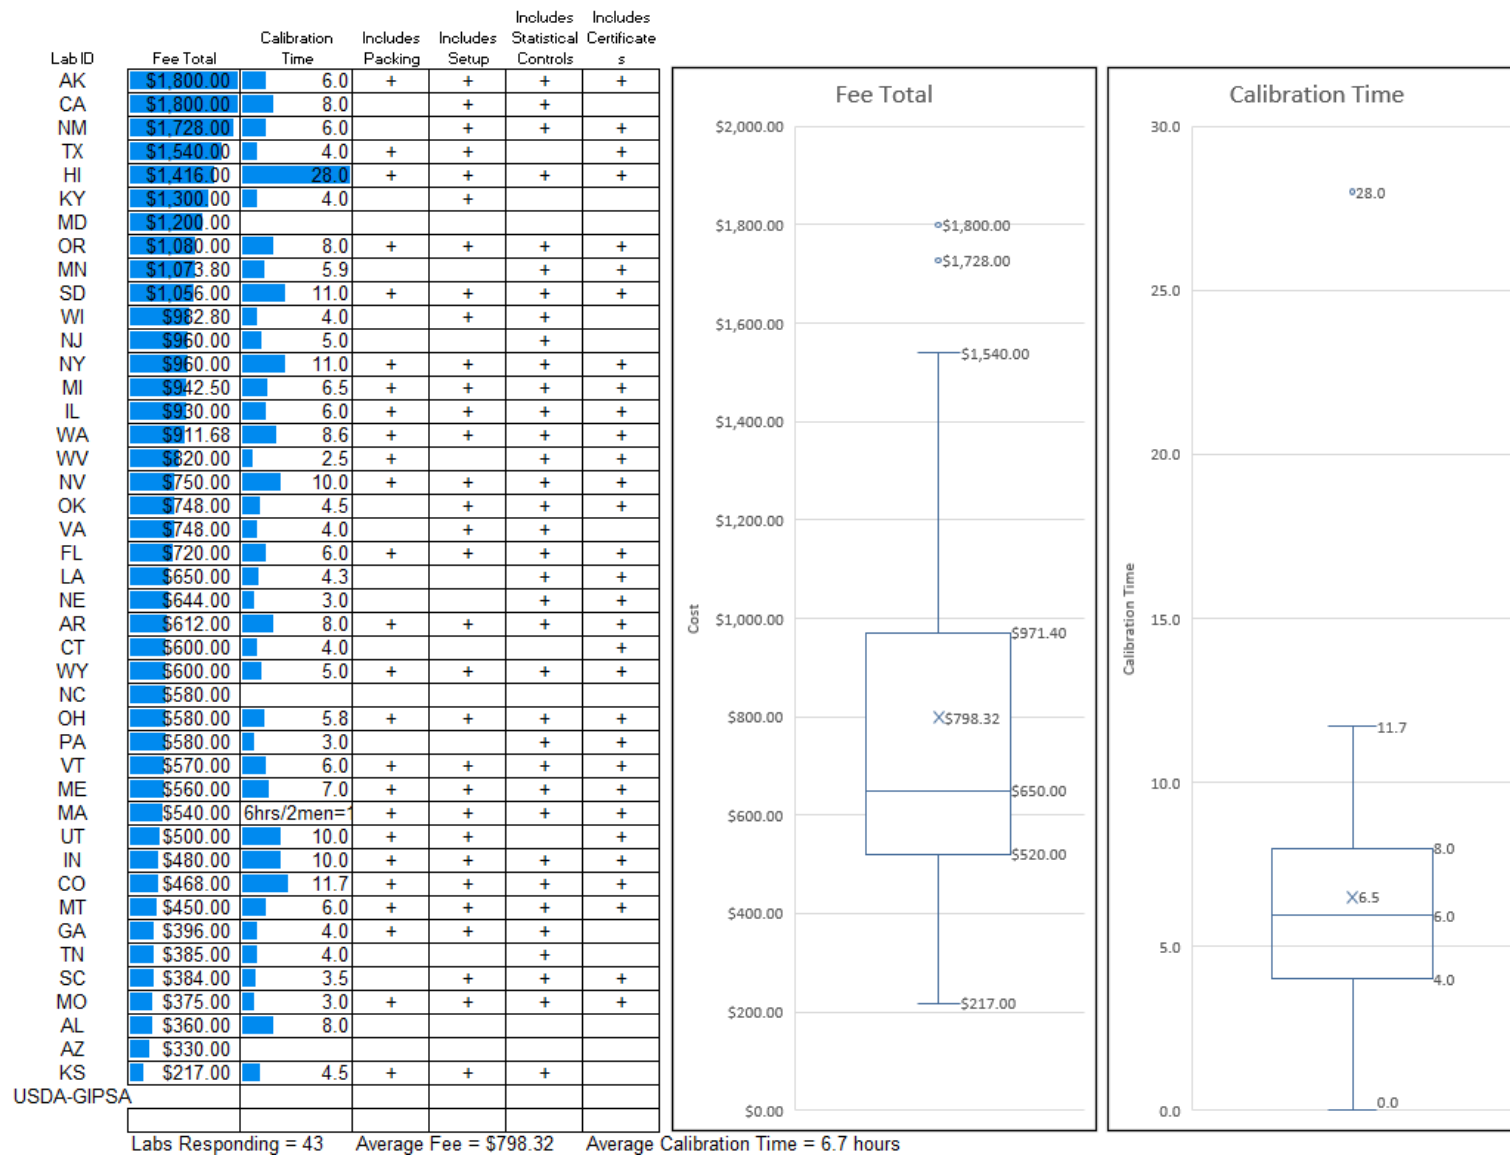 Includes Includes
Calibration Includes Includes Statistical Certificate
Lab ID Fee Total Time Packing Setup Controls s
AK $1,800.00 6.0 + + + +
CA $1,800.00 8.0 + +
NM $1,728.00 6.0 + + +
TX $1,540.00 4.0 + + +
HI $1,416.00 28.0 + + + +
KY $1,300.00 4.0 +
MD $1,200.00
OR $1,080.00 8.0 + + + +
MN $1,073.80 5.9 + +
SD $1,056.00 11.0 + + + +
WI $982.80 4.0 + +
NJ $960.00 5.0 +
NY $960.00 11.0 + + + +
MI $942.50 6.5 + + + +
IL $930.00 6.0 + + + +
WA $911.68 8.6 + + + +
WV $820.00 2.5 + + +
NV $750.00 10.0 + + + +
OK $748.00 4.5 + + +
VA $748.00 4.0 + +
FL $720.00 6.0 + + + +
LA $650.00 4.3 + +
NE $644.00 3.0 + +
AR $612.00 8.0 + + + +
CT $600.00 4.0 +
WY $600.00 5.0 + + + +
NC $580.00
OH $580.00 5.8 + + + +
PA $580.00 3.0 + +
VT $570.00 6.0 + + + +
ME $560.00 7.0 + + + +
MA $540.00 6hrs/2men=1 + + + +
UT $500.00 10.0 + + +
IN $480.00 10.0 + + + +
CO $468.00 11.7 + + + +
MT $450.00 6.0 + + + +
GA $396.00 4.0 + + +
TN $385.00 4.0 +
SC $384.00 3.5 + + +
MO $375.00 3.0 + + + +
AL $360.00 8.0
AZ $330.00
KS $217.00 4.5 + + +
USDA-GIPSA
Labs Responding = 43 Average Fee = $798.32 Average Calibration Time = 6.7 hours
Fee Total
Cost
$2,000.00
$1,800.00
$1,600.00
$1,400.00
$1,200.00
$1,000.00
$800.00
$600.00
$400.00
$200.00
$0.00
$1,800.00
$1,728.00
$1,540.00
$971.40
$798.32
$650.00
$520.00
$217.00
Calibration Time
Calibration Time
30.0
25.0
20.0
15.0
10.0
5.0
0.0
28.0
11.7
8.0
6.5
6.0
4.0
0.0